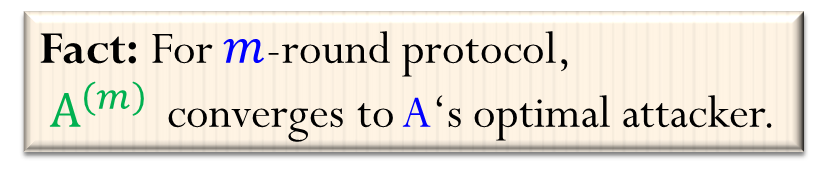 Fact: For m-round protocol,
A^(m) converges to A‘s optimal attacker.